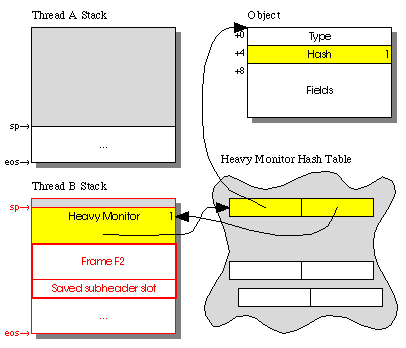 Thread A Stack
sp→
...
eos→
Object
+0 Type
+4 Hash 1
+8
Fields
Heavy Monitor Hash Table
Thread B Stack
sp→
Heavy Monitor 1
Frame F2
Saved subheader slot
...
eos→